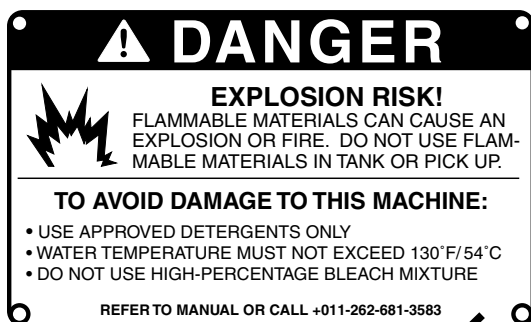 DANGER
EXPLOSION RISK!
FLAMMABLE MATERIALS CAN CAUSE AN
EXPLOSION OR FIRE. DO NOT USE FLAM-
MABLE MATERIALS IN TANK OR PICK UP.
TO AVOID DAMAGE TO THIS MACHINE:
• USE APPROVED DETERGENTS ONLY
• WATER TEMPERATURE MUST NOT EXCEED 130˚F/54˚C
• DO NOT USE HIGH-PERCENTAGE BLEACH MIXTURE
REFER TO MANUAL OR CALL +011-262-681-3583